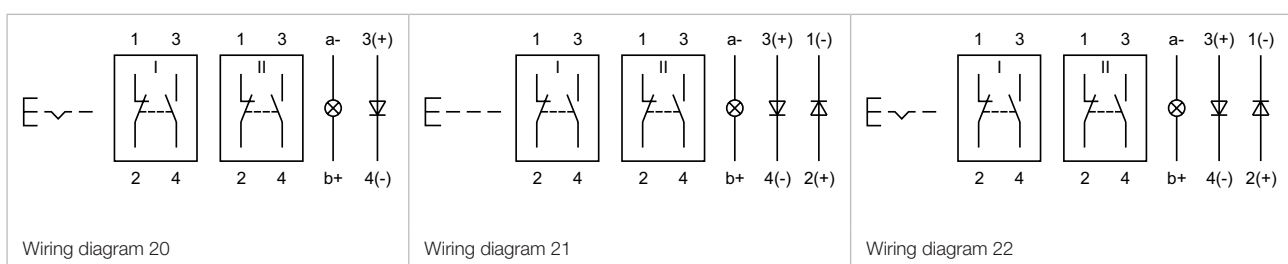 1 3 1 3 a- 3(+)
I II
2 4 2 4 b+ 4(-)
Wiring diagram 20
1 3 1 3 a- 3(+) 1(-)
I II
2 4 2 4 b+ 4(-) 2(+)
Wiring diagram 21
1 3 1 3 a- 3(+) 1(-)
I II
2 4 2 4 b+ 4(-) 2(+)
Wiring diagram 22